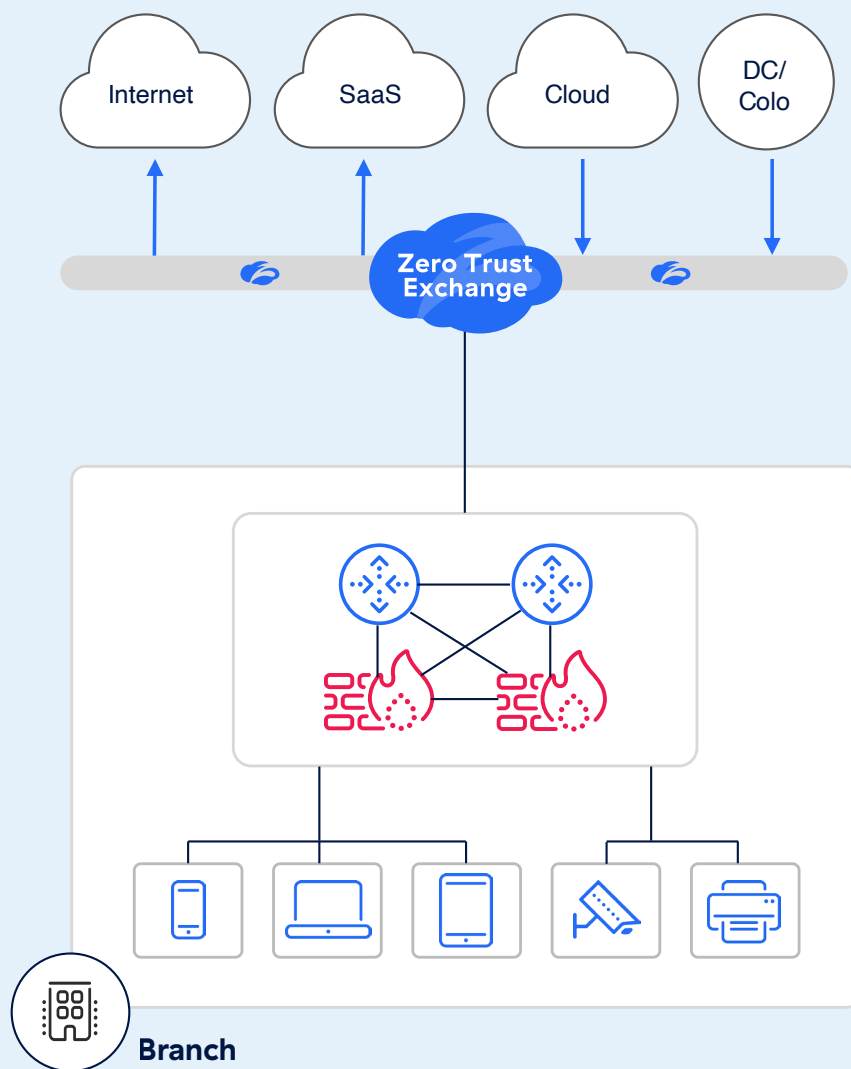 Internet
SaaS
Cloud
DC/
Colo
Zero Trust
Exchange
Branch